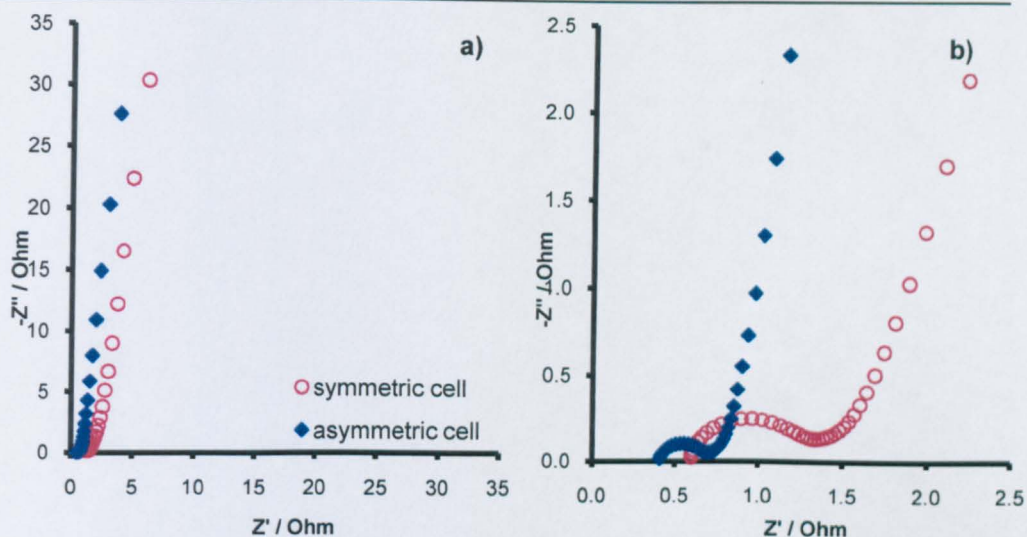 a)
35
30
25
20
15
10
5
0
-Z'' / Ohm
symmetric cell
asymmetric cell
0 5 10 15 20 25 30 35
Z' / Ohm
b)
2.5
2.0
1.5
1.0
0.5
0.0
-Z'' / Ohm
0.0 0.5 1.0 1.5 2.0 2.5
Z' / Ohm